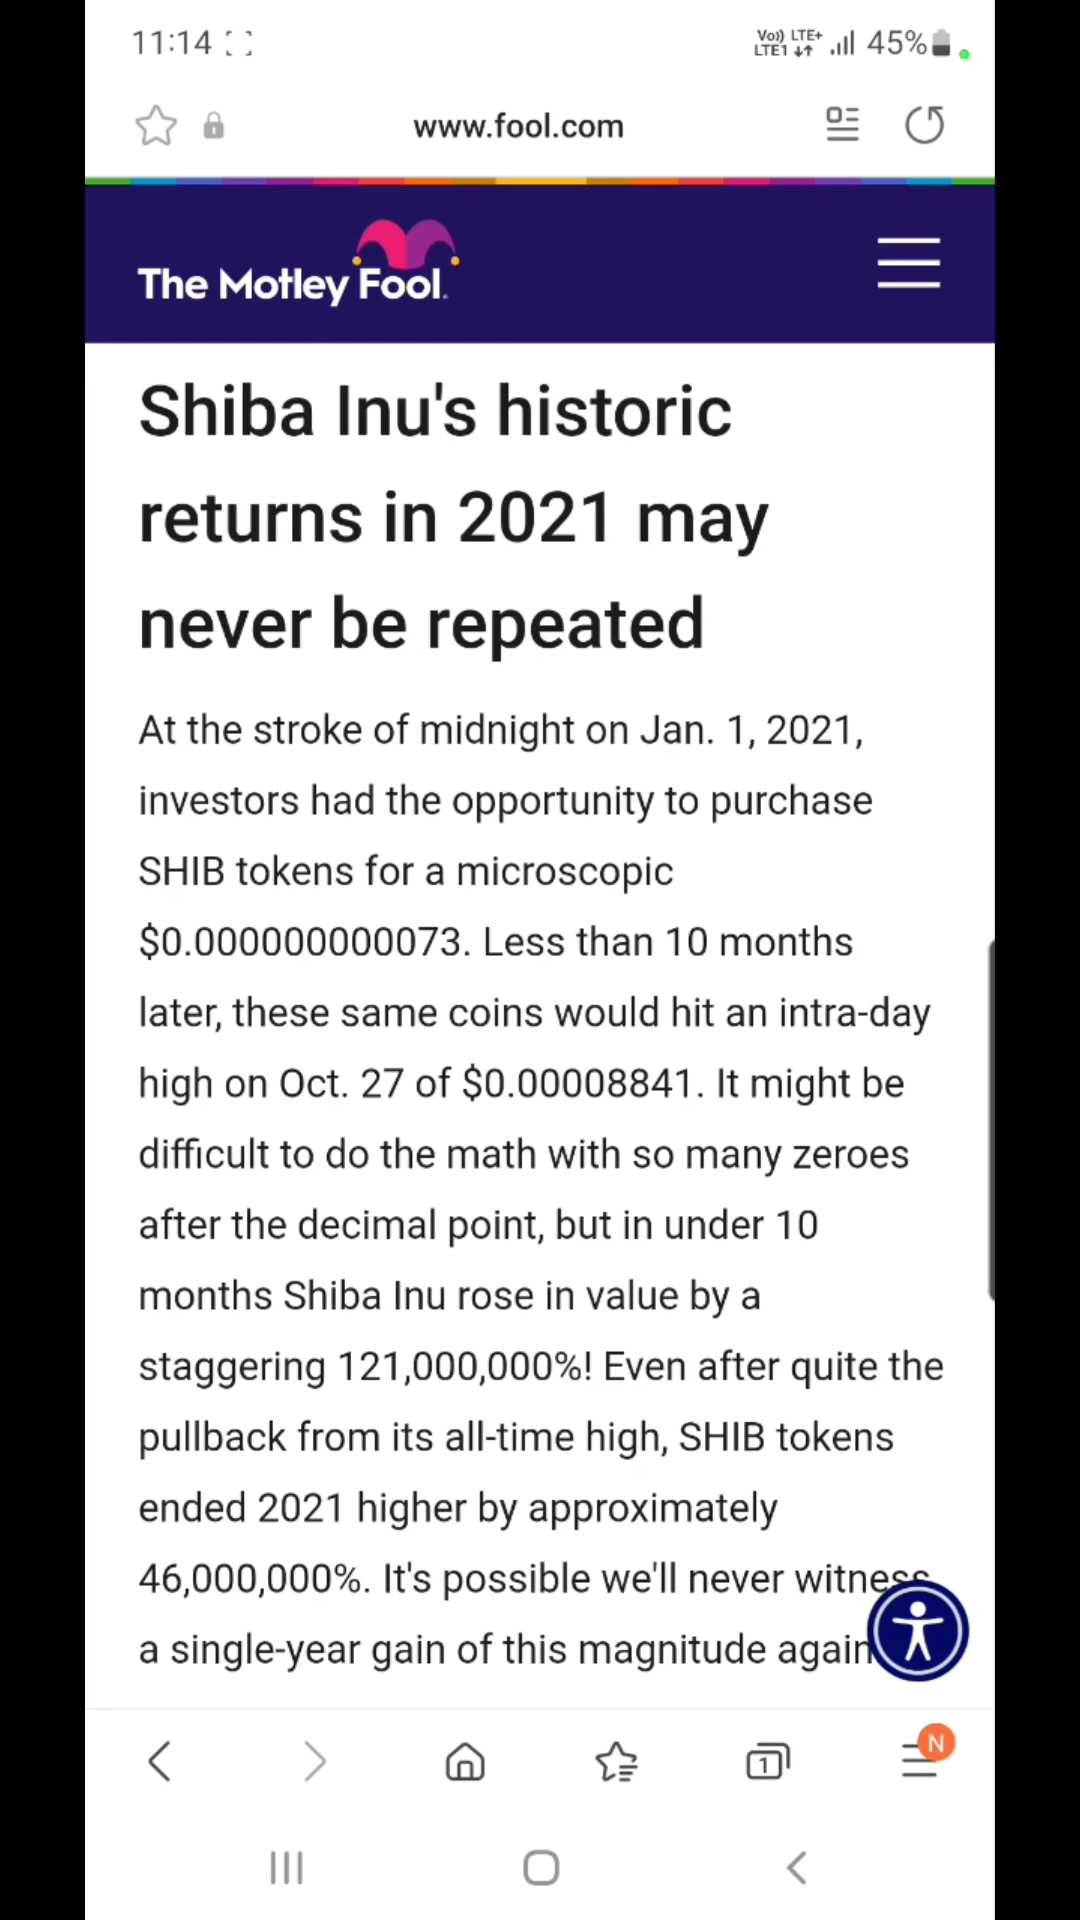 11:14
Vo)) LTE+
LTE1 45%
www.fool.com
The Motley Fool.
Shiba Inu's historic
returns in 2021 may
never be repeated
At the stroke of midnight on Jan. 1, 2021,
investors had the opportunity to purchase
SHIB tokens for a microscopic
$0.000000000073. Less than 10 months
later, these same coins would hit an intra-day
high on Oct. 27 of $0.00008841. It might be
difficult to do the math with so many zeroes
after the decimal point, but in under 10
months Shiba Inu rose in value by a
staggering 121,000,000%! Even after quite the
pullback from its all-time high, SHIB tokens
ended 2021 higher by approximately
46,000,000%. It's possible we'll never witness
a single-year gain of this magnitude again
N
1